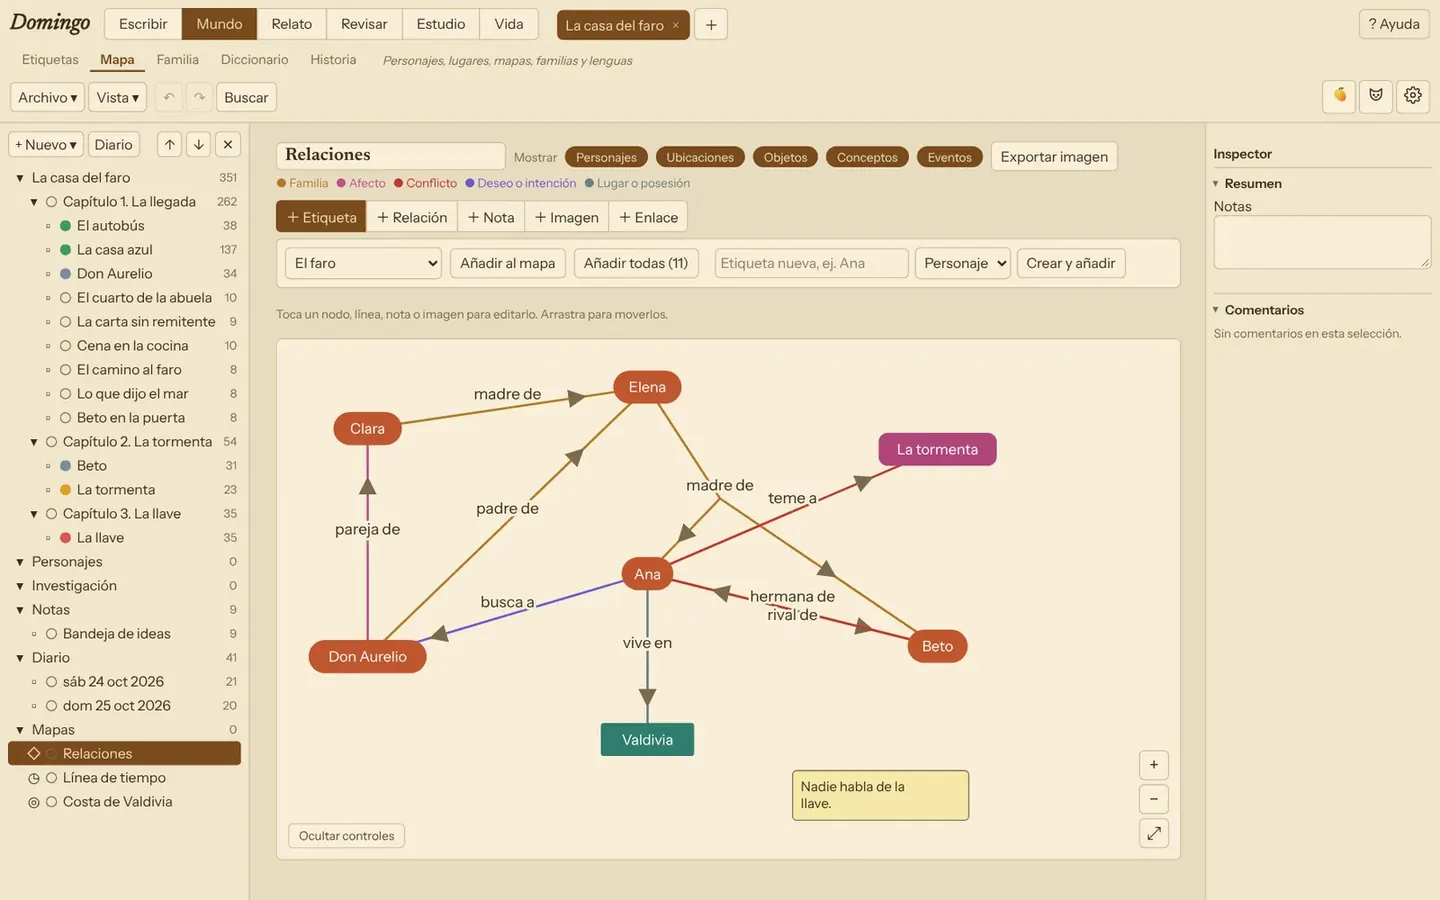 Domingo
Escribir Mundo Relato Revisar Estudio Vida
La casa del faro × +
? Ayuda
Etiquetas Mapa Familia Diccionario Historia Personajes, lugares, mapas, familias y lenguas
Archivo ▾ Vista ▾ ↶ ↷ Buscar
+ Nuevo ▾ Diario ↑ ↓ ✕
▼ La casa del faro 351
▼ Capítulo 1. La llegada 262
El autobús 38
La casa azul 137
Don Aurelio 34
El cuarto de la abuela 10
La carta sin remitente 9
Cena en la cocina 10
El camino al faro 8
Lo que dijo el mar 8
Beto en la puerta 8
▼ Capítulo 2. La tormenta 54
Beto 31
La tormenta 23
▼ Capítulo 3. La llave 35
La llave 35
▼ Personajes 0
▼ Investigación 0
▼ Notas 9
Bandeja de ideas 9
▼ Diario 41
sáb 24 oct 2026 21
dom 25 oct 2026 20
▼ Mapas 0
Relaciones
Línea de tiempo
Costa de Valdivia
Relaciones
Mostrar Personajes Ubicaciones Objetos Conceptos Eventos Exportar imagen
Familia Afecto Conflicto Deseo o intención Lugar o posesión
+ Etiqueta + Relación + Nota + Imagen + Enlace
El faro Añadir al mapa Añadir todas (11) Etiqueta nueva, ej. Ana Personaje Crear y añadir
Toca un nodo, línea, nota o imagen para editarlo. Arrastra para moverlos.
Elena
madre de
Clara
La tormenta
madre de
teme a
padre de
pareja de
Ana
hermana de
busca a
rival de
vive en
Beto
Don Aurelio
Valdivia
+
−
Nadie habla de la
llave.
Ocultar controles
Inspector
▼ Resumen
Notas
▼ Comentarios
Sin comentarios en esta selección.